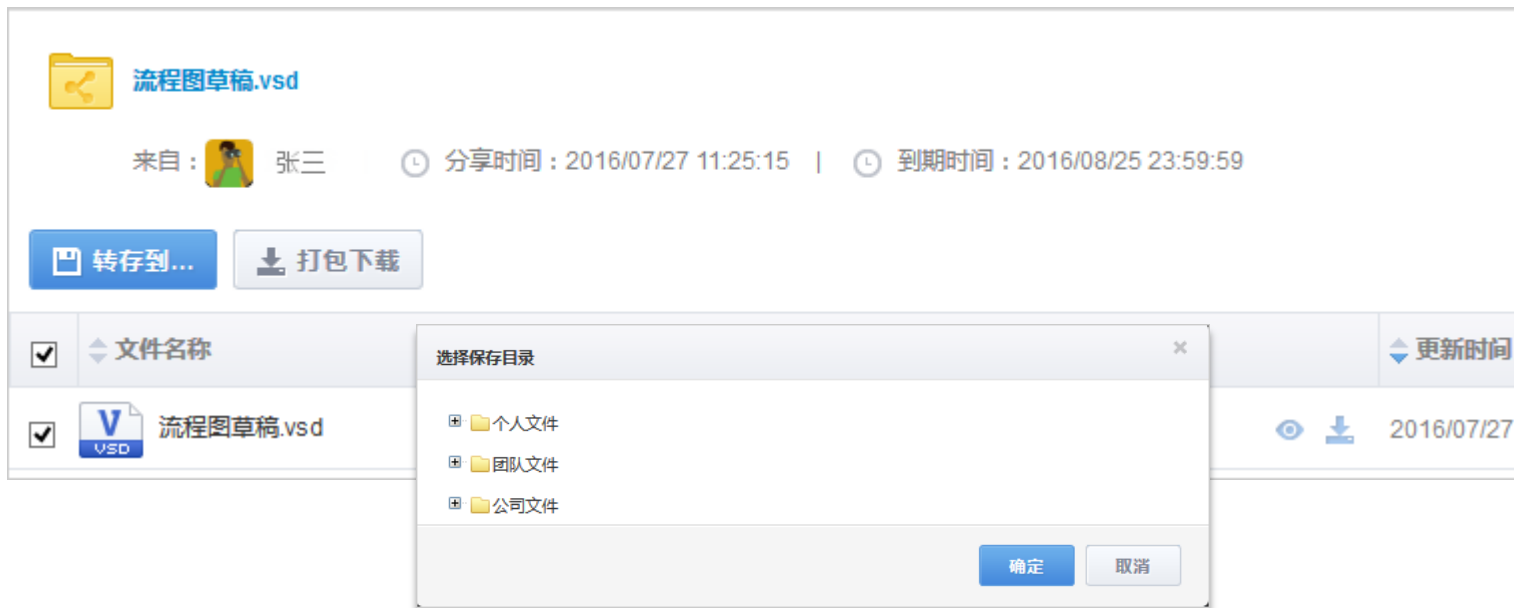 流程图草稿.vsd
来自：张三 分享时间：2016/07/27 11:25:15 | 到期时间：2016/08/25 23:59:59
转存到... 打包下载
文件名称 更新时间
选择保存目录 ×
V VSD 流程图草稿.vsd 2016/07/27
个人文件
团队文件
公司文件
确定 取消